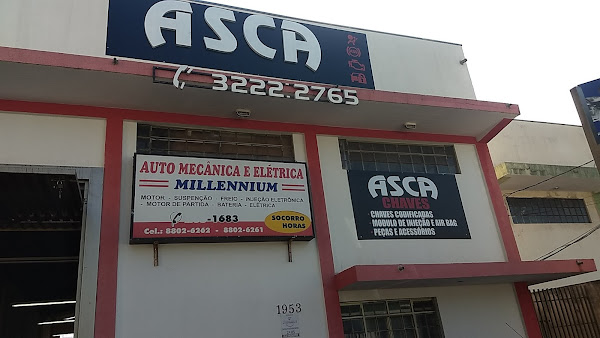 ASCA
3222.2765
AUTO MECÂNICA E ELÉTRICA
MILLENNIUM
MOTOR - SUSPENÇÃO FREIO - INJEÇÃO ELETRÔNICA
- MOTOR DE PARTIDA BATERIA - ELÉTRICA
-1683
Cel.: 8802-6262 - 8802-6261
SOCORRO
HORAS
ASCA
CHAVES
CHAVES CODIFICADAS
MODULO DE INJEÇÃO E AIR BAG
PEÇAS E ACESSÓRIOS
1953